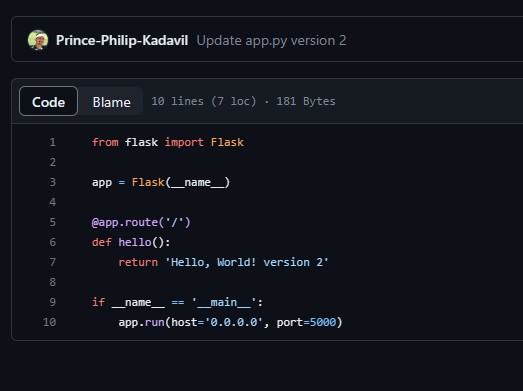 Prince-Philip-Kadavil Update app.py version 2
Code Blame 10 lines (7 loc) · 181 Bytes
1 from flask import Flask
2
3 app = Flask(__name__)
4
5 @app.route('/')
6 def hello():
7     return 'Hello, World! version 2'
8
9 if __name__ == '__main__':
10     app.run(host='0.0.0.0', port=5000)